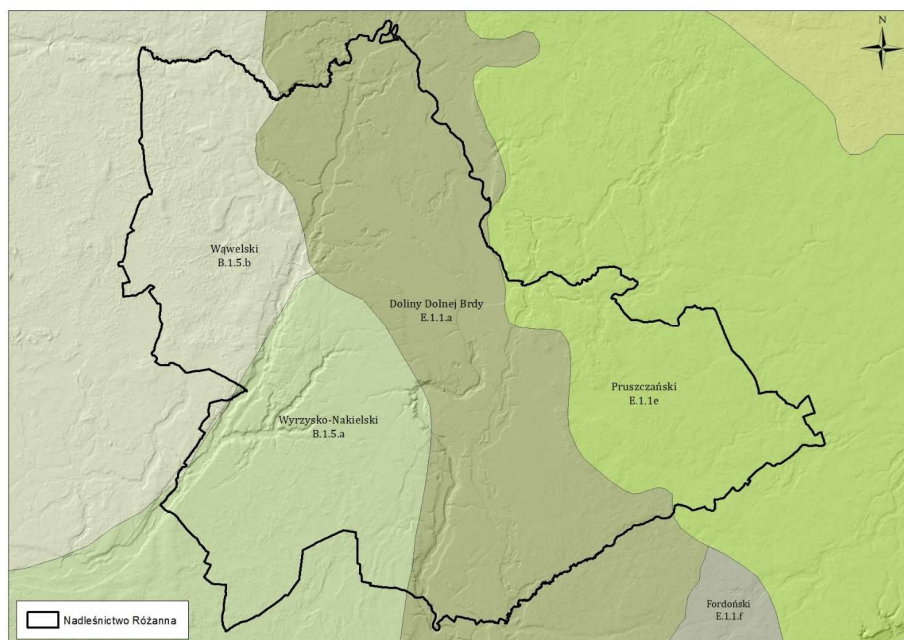 N
Wąwelski
B.1.5.b
Doliny Dolnej Brdy
E.1.1.a
Pruszczański
E.1.1e
Wyrzysko-Nakielski
B.1.5.a
Fordoński
E.1.1.f
Nadleśnictwo Różanna